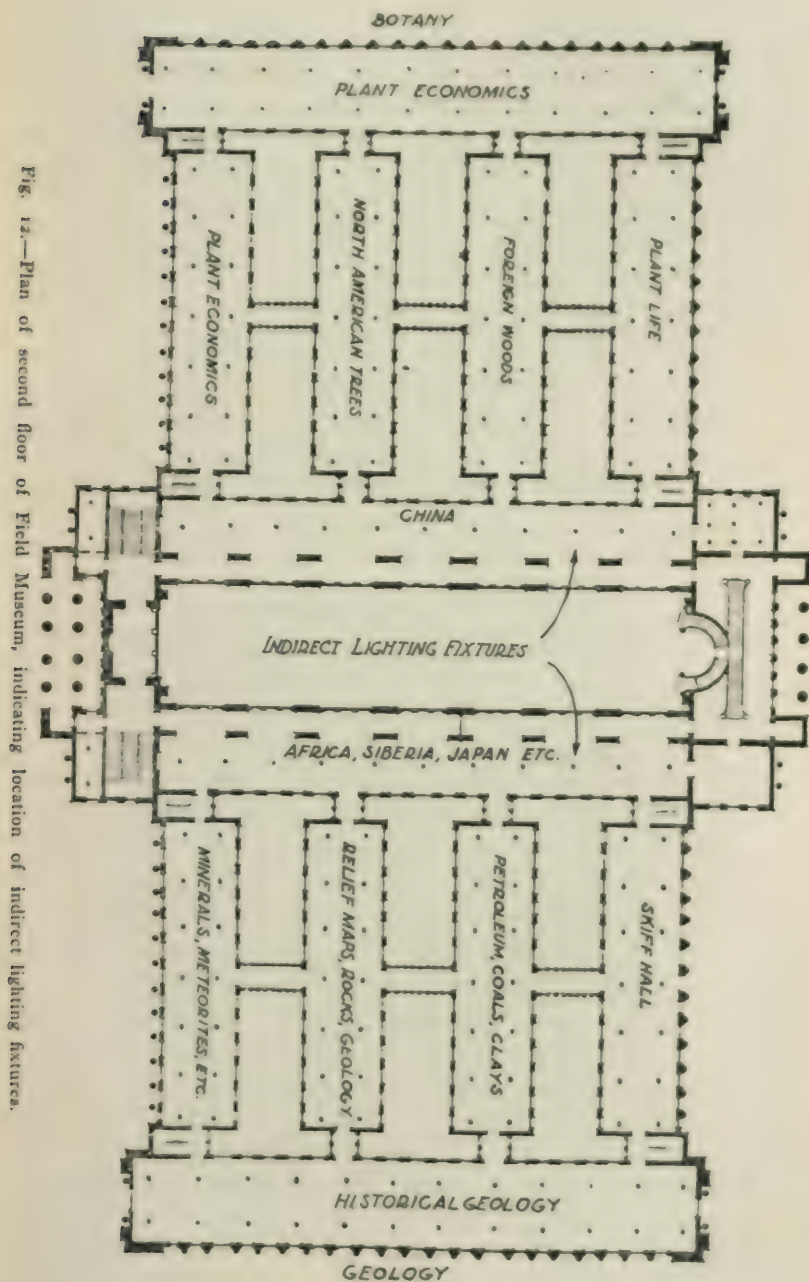 BOTANY
PLANT ECONOMICS
PLANT ECONOMICS
NORTH AMERICAN TREES
FOREIGN WOODS
PLANT LIFE
CHINA
INDIRECT LIGHTING FIXTURES
AFRICA, SIBERIA, JAPAN ETC.
MINERALS, METEORITES, ETC.
RELIEF MAPS, ROCKS, GEOLOGY
PETROLEUM, COALS, CLAYS
SKIFF HALL
HISTORICAL GEOLOGY
GEOLOGY
Fig. 12.—Plan of second floor of Field Museum, indicating location of indirect lighting fixtures.